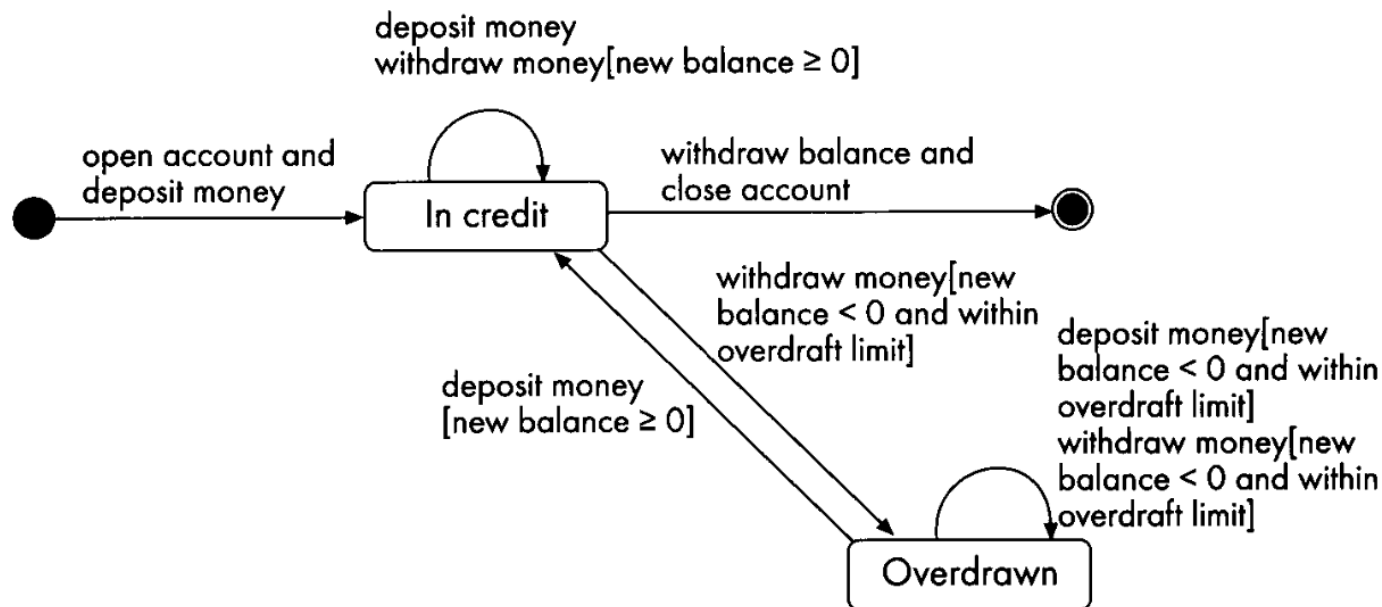 deposit money
withdraw money[new balance ≥ 0]
open account and
deposit money
In credit
withdraw balance and
close account
withdraw money[new
balance < 0 and within
overdraft limit]
deposit money
[new balance ≥ 0]
deposit money[new
balance < 0 and within
overdraft limit]
withdraw money[new
balance < 0 and within
overdraft limit]
Overdrawn